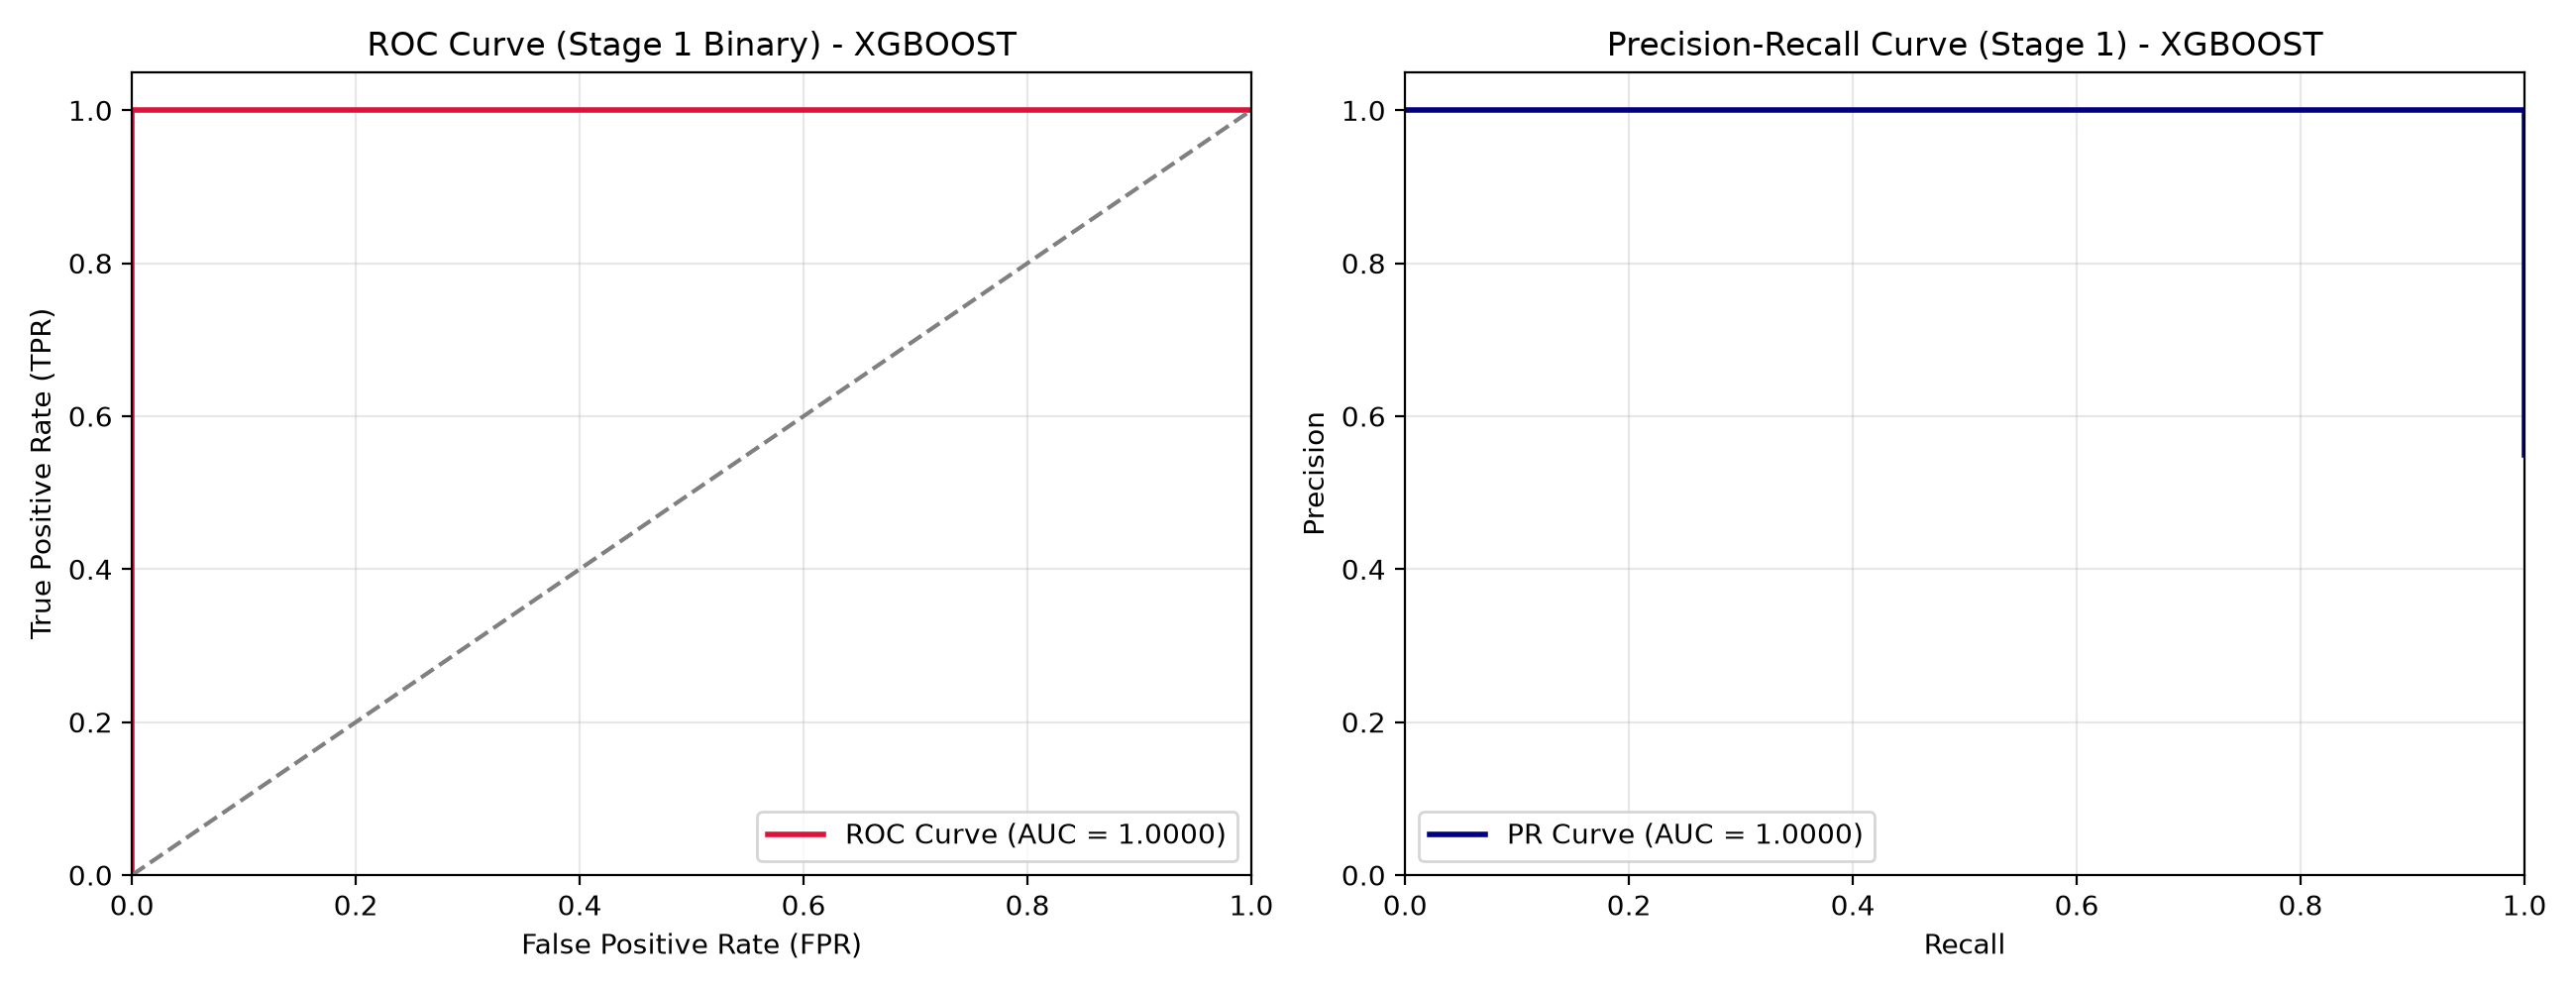 ROC Curve (Stage 1 Binary) - XGBOOST
True Positive Rate (TPR)
1.0
0.8
0.6
0.4
0.2
0.0
0.0 0.2 0.4 0.6 0.8 1.0
False Positive Rate (FPR)
ROC Curve (AUC = 1.0000)
Precision-Recall Curve (Stage 1) - XGBOOST
Precision
1.0
0.8
0.6
0.4
0.2
0.0
0.0 0.2 0.4 0.6 0.8 1.0
Recall
PR Curve (AUC = 1.0000)